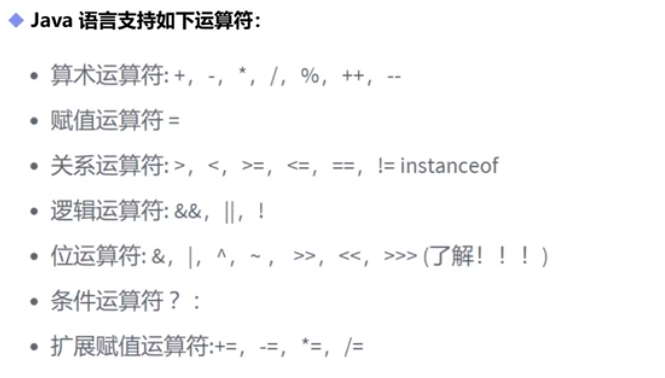 Java 语言支持如下运算符：
算术运算符: +，-，*，/，%，++，--
赋值运算符 =
关系运算符: >，<，>=，<=，==，!= instanceof
逻辑运算符: &&，||，!
位运算符: &，|，^，~ ， >>，<<，>>> (了解！！！)
条件运算符？：
扩展赋值运算符:+=，-=，*=，/=